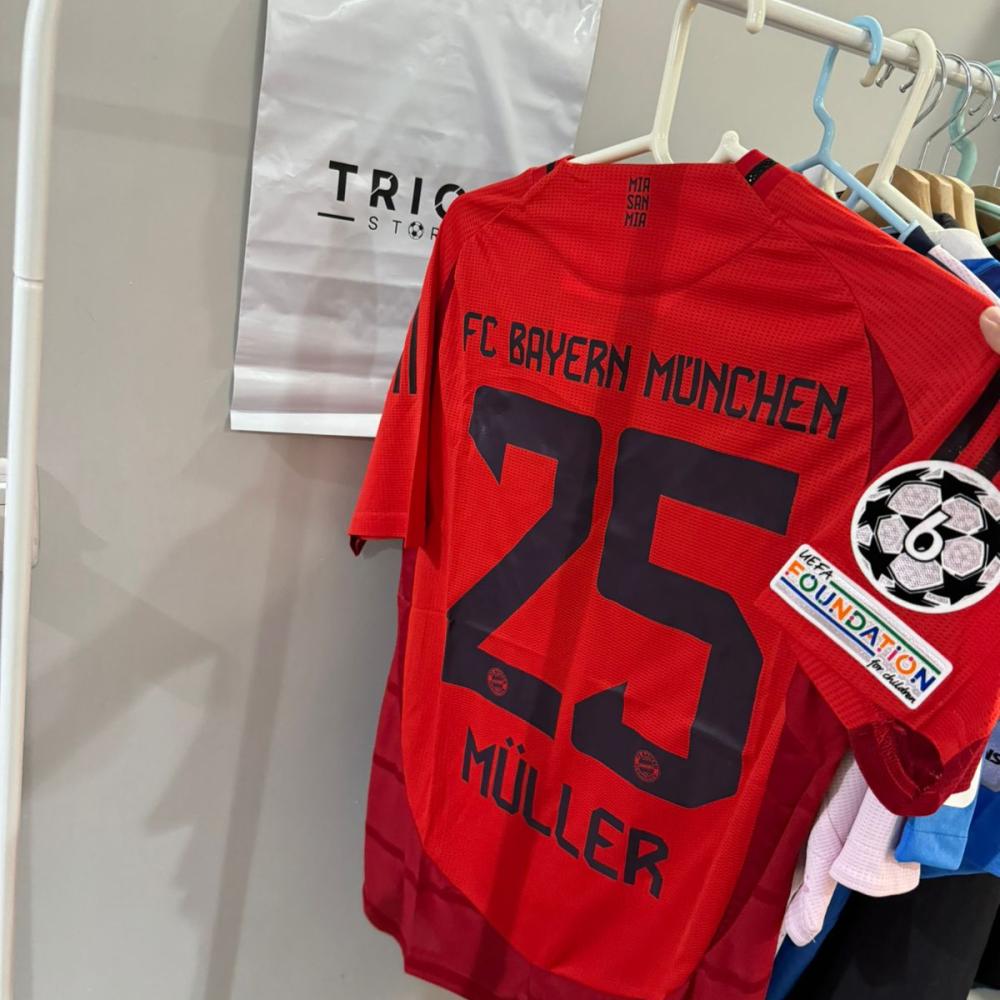 TRIO
STOR
MIA
SAN
MIA
FC BAYERN MÜNCHEN
25
MÜLLER
6
UEFA
FOUNDATION
for children